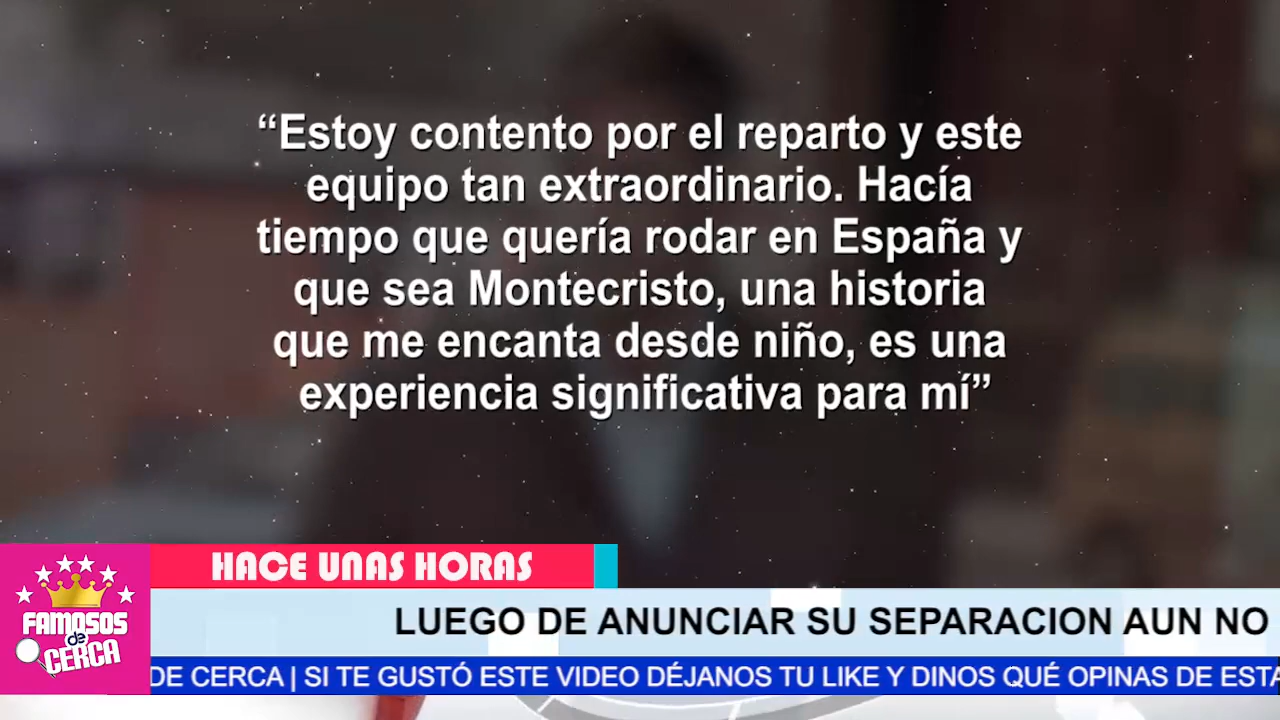 “Estoy contento por el reparto y este
equipo tan extraordinario. Hacía
tiempo que quería rodar en España y
que sea Montecristo, una historia
que me encanta desde niño, es una
experiencia significativa para mí”
HACE UNAS HORAS
LUEGO DE ANUNCIAR SU SEPARACION AUN NO
FAMOSOS
de
CERCA
DE CERCA | SI TE GUSTÓ ESTE VIDEO DÉJANOS TU LIKE Y DINOS QUÉ OPINAS DE ESTA